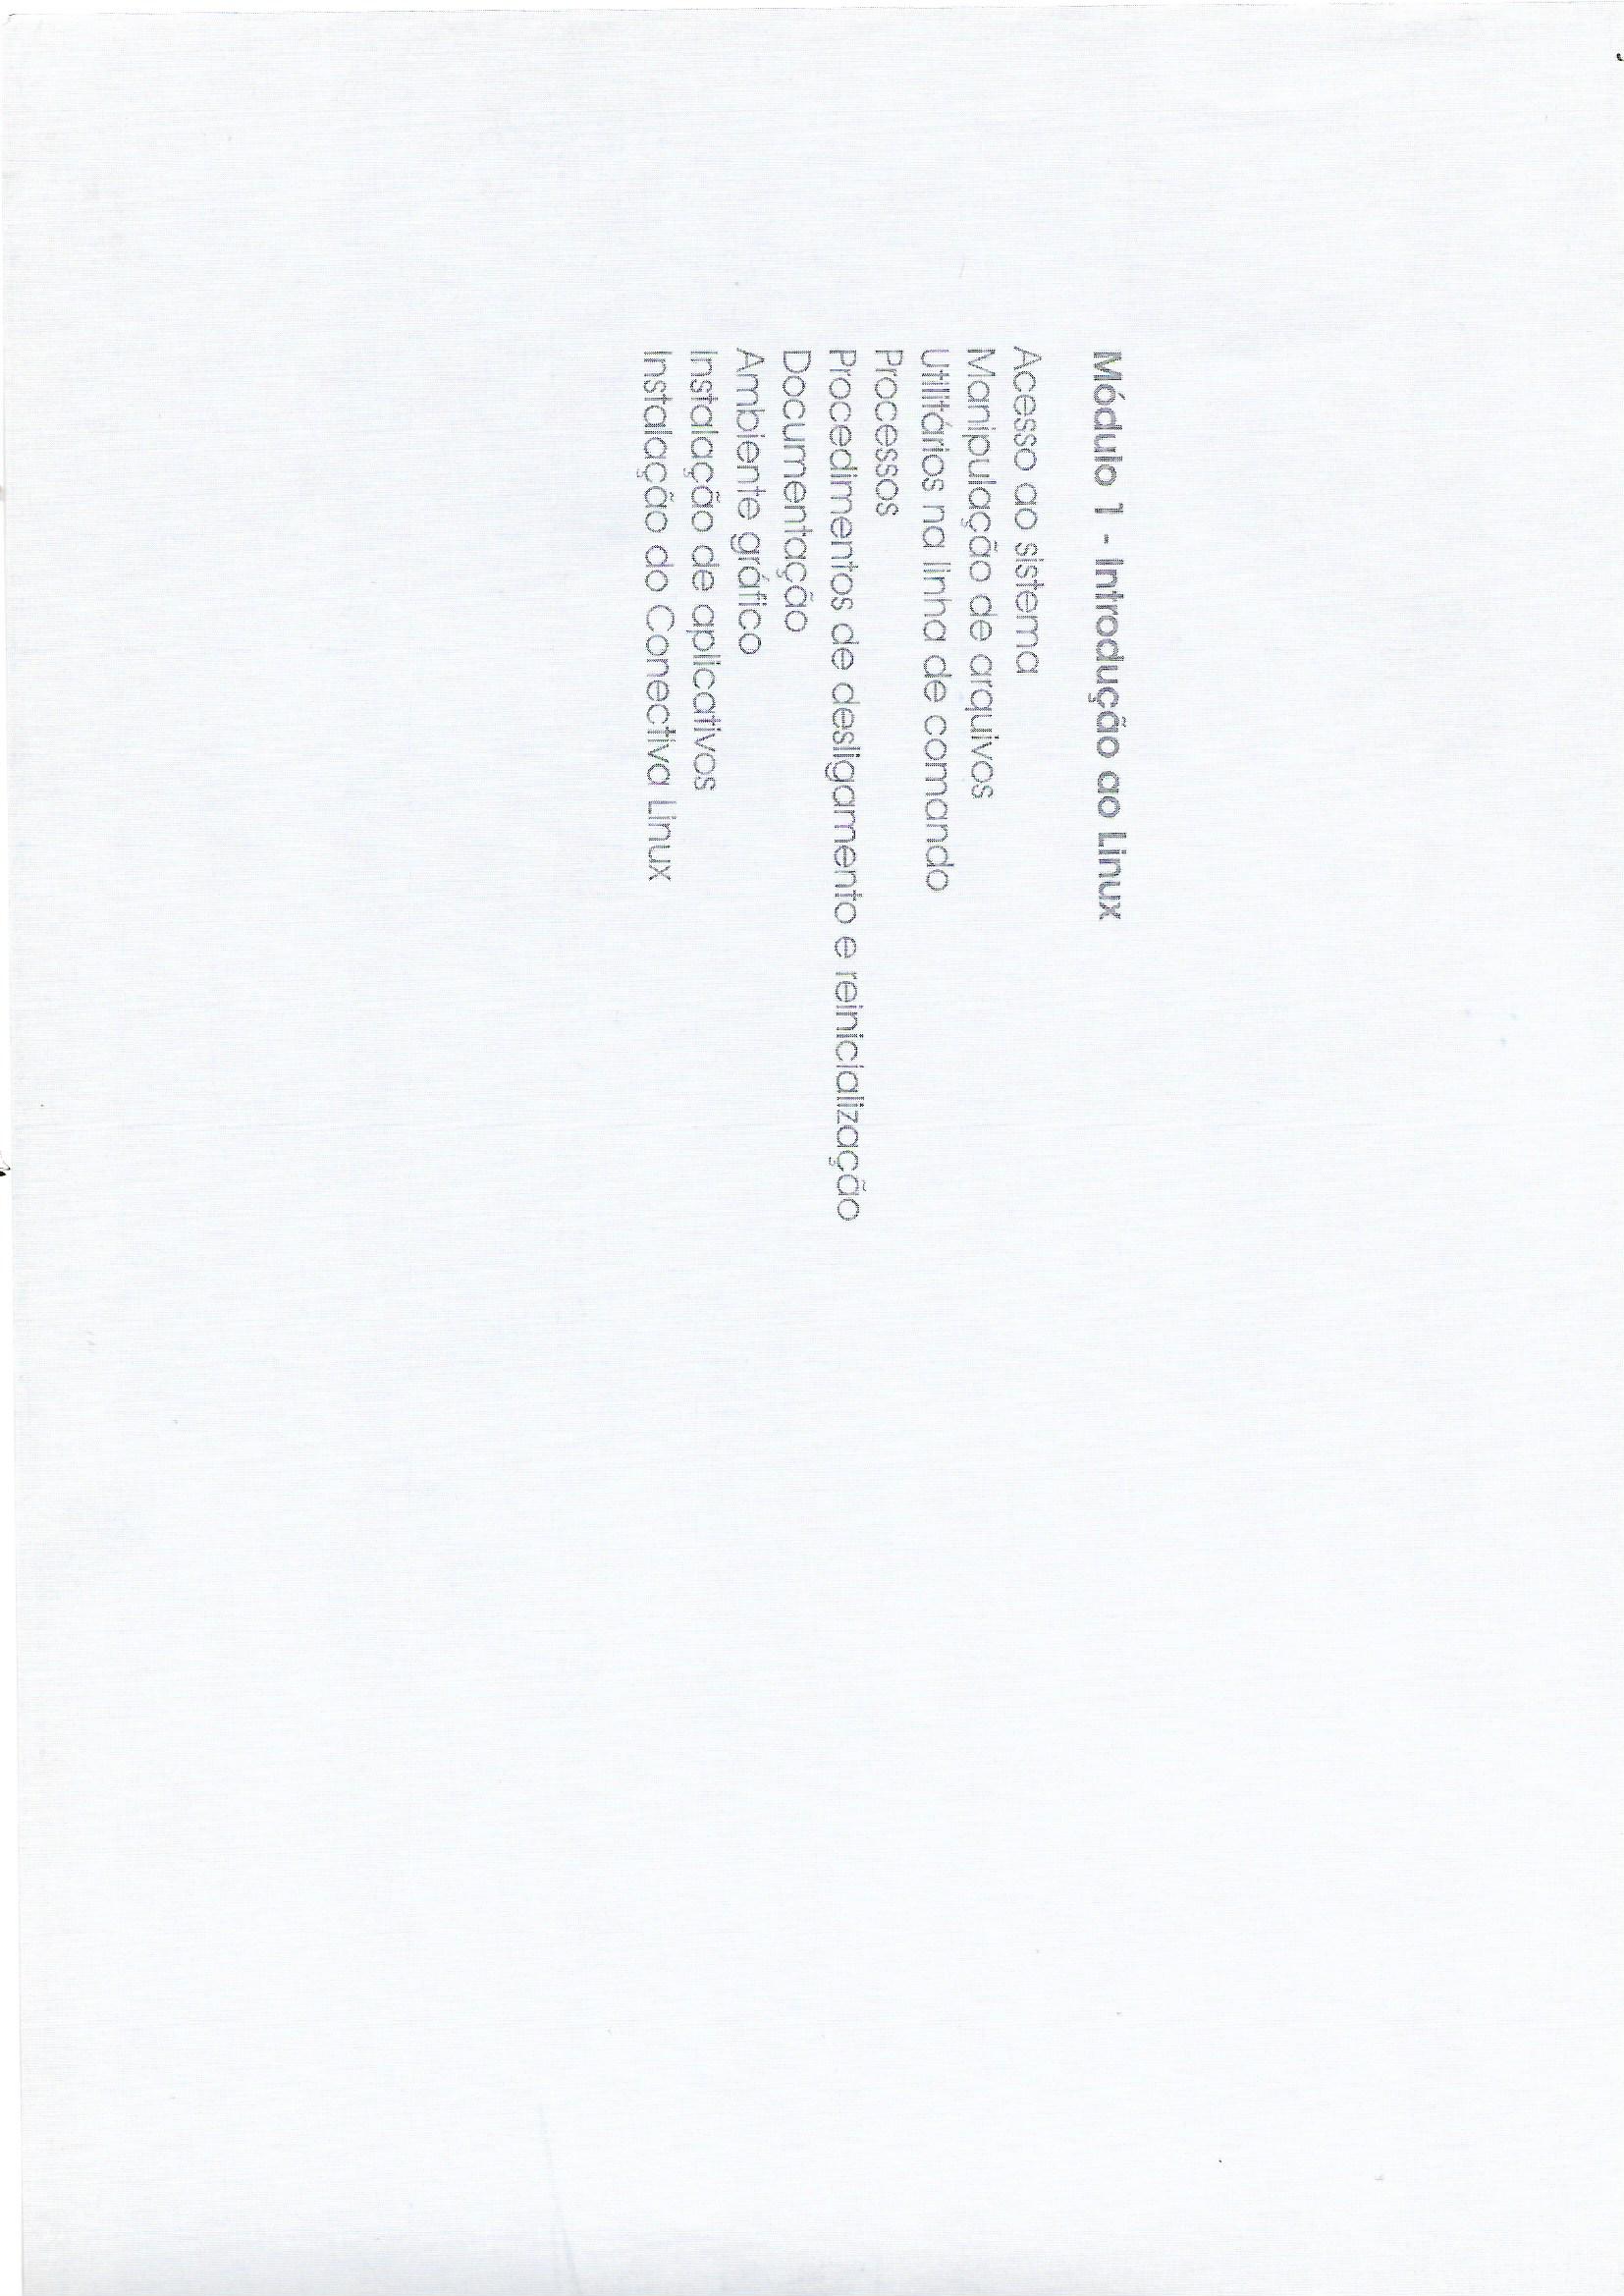 Módulo 1 - Introdução ao Linux
Acesso ao sistema
Manipulação de arquivos
Utilitários na linha de comando
Processos
Procedimentos de desligamento e reinicialização
Documentação
Ambiente gráfico
Instalação de aplicativos
Instalação do Conectiva Linux